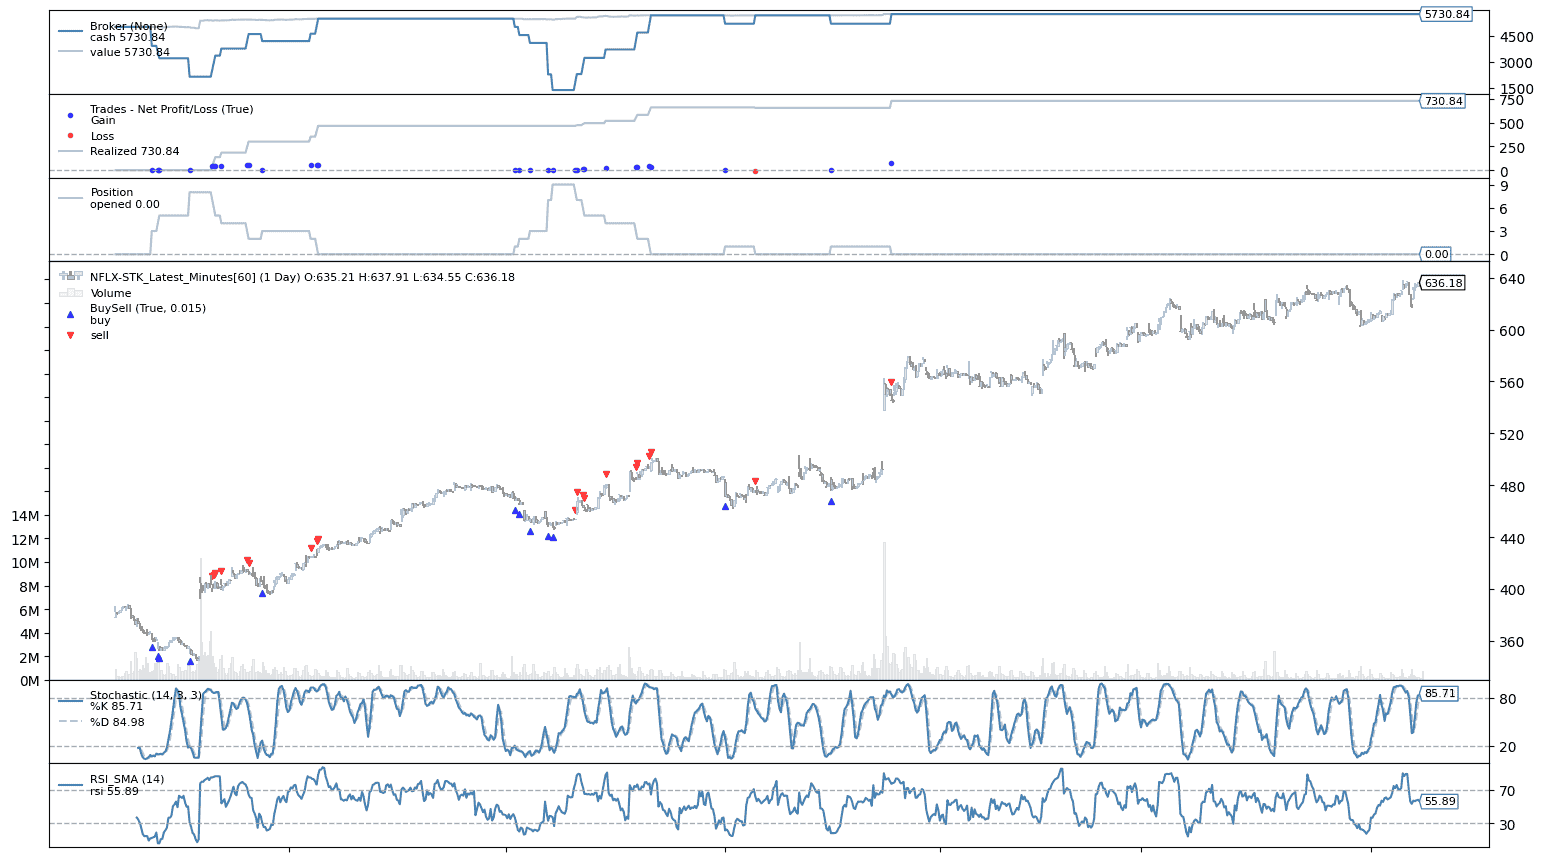 Broker (None)
cash 5730.84
value 5730.84
5730.84
4500
3000
1500
Trades - Net Profit/Loss (True)
Gain
Loss
Realized 730.84
730.84
750
500
250
0
Position
opened 0.00
9
6
3
0
0.00
NFLX-STK_Latest_Minutes[60] (1 Day) O:635.21 H:637.91 L:634.55 C:636.18
Volume
BuySell (True, 0.015)
buy
sell
636.18
640
600
560
520
480
440
400
360
14M
12M
10M
8M
6M
4M
2M
0M
Stochastic (14, 3, 3)
%K 85.71
%D 84.98
85.71
80
20
RSI_SMA (14)
rsi 55.89
70
55.89
30